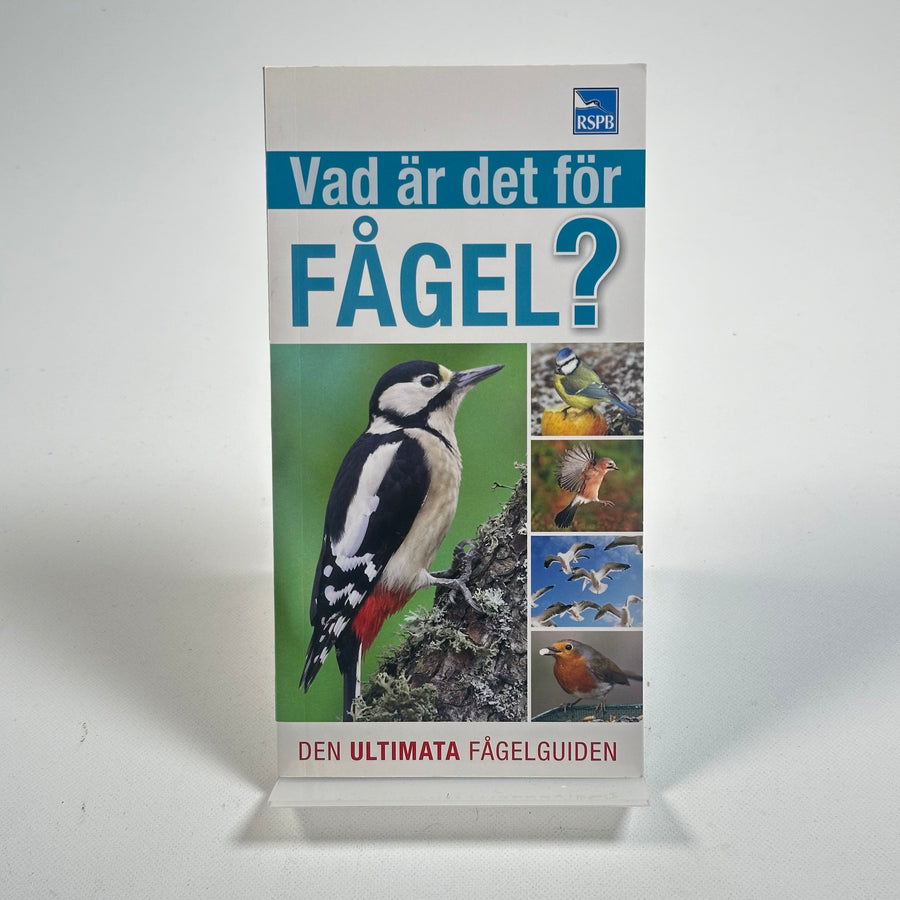 RSPB
Vad är det för
FÅGEL?
DEN ULTIMATA FÅGELGUIDEN